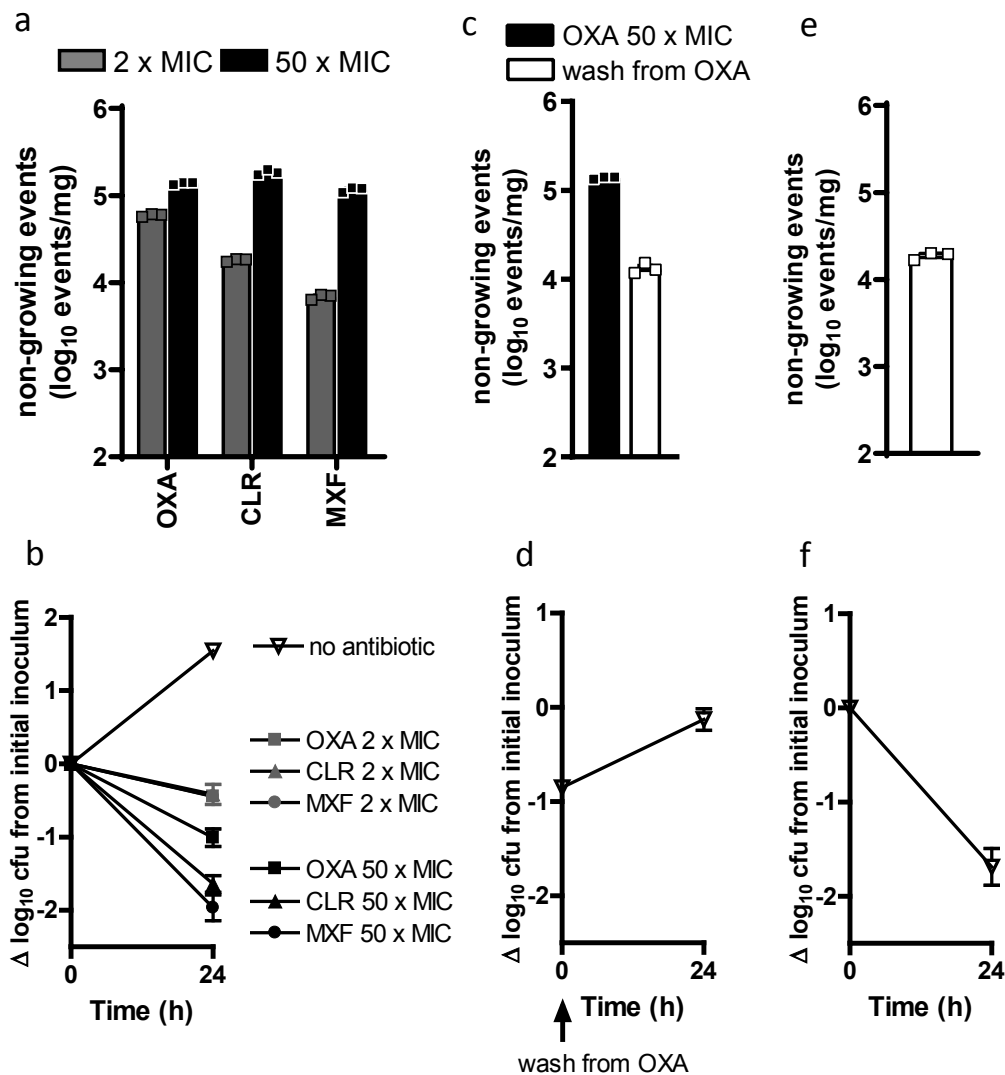 a
2 x MIC
50 x MIC
non-growing events
(log10 events/mg)
6
5
4
3
2
OXA
CLR
MXF
c
OXA 50 x MIC
wash from OXA
non-growing events
(log10 events/mg)
6
5
4
3
2
e
non-growing events
(log10 events/mg)
6
5
4
3
2
b
Δ log10 cfu from initial inoculum
2
1
0
-1
-2
0
24
Time (h)
no antibiotic
OXA 2 x MIC
CLR 2 x MIC
MXF 2 x MIC
OXA 50 x MIC
CLR 50 x MIC
MXF 50 x MIC
d
Δ log10 cfu from initial inoculum
1
0
-1
-2
0
24
Time (h)
wash from OXA
f
Δ log10 cfu from initial inoculum
1
0
-1
-2
0
24
Time (h)